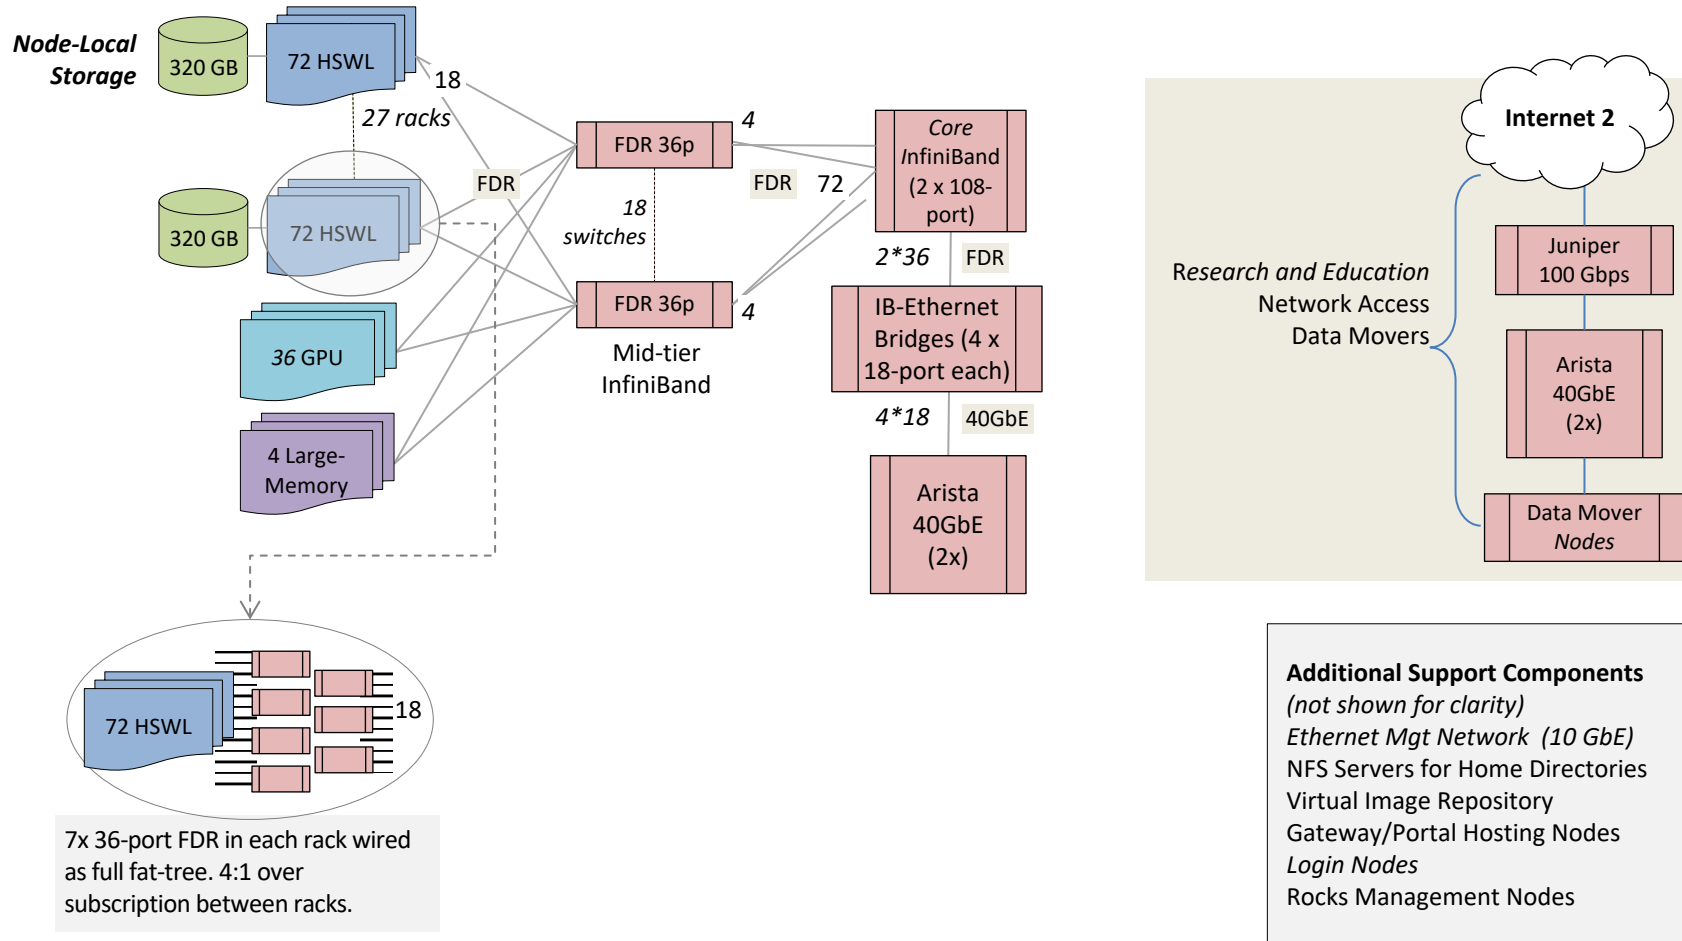 Node-Local
Storage
320 GB
72 HSWL
18
27 racks
320 GB
72 HSWL
FDR
36 GPU
4 Large-
Memory
FDR 36p
4
18
switches
FDR 36p
4
Mid-tier
InfiniBand
FDR
72
Core
InfiniBand
(2 x 108-
port)
2*36
FDR
IB-Ethernet
Bridges (4 x
18-port each)
4*18
40GbE
Arista
40GbE
(2x)
Internet 2
Research and Education
Network Access
Data Movers
Juniper
100 Gbps
Arista
40GbE
(2x)
Data Mover
Nodes
72 HSWL
18
7x 36-port FDR in each rack wired
as full fat-tree. 4:1 over
subscription between racks.
Additional Support Components
(not shown for clarity)
Ethernet Mgt Network (10 GbE)
NFS Servers for Home Directories
Virtual Image Repository
Gateway/Portal Hosting Nodes
Login Nodes
Rocks Management Nodes